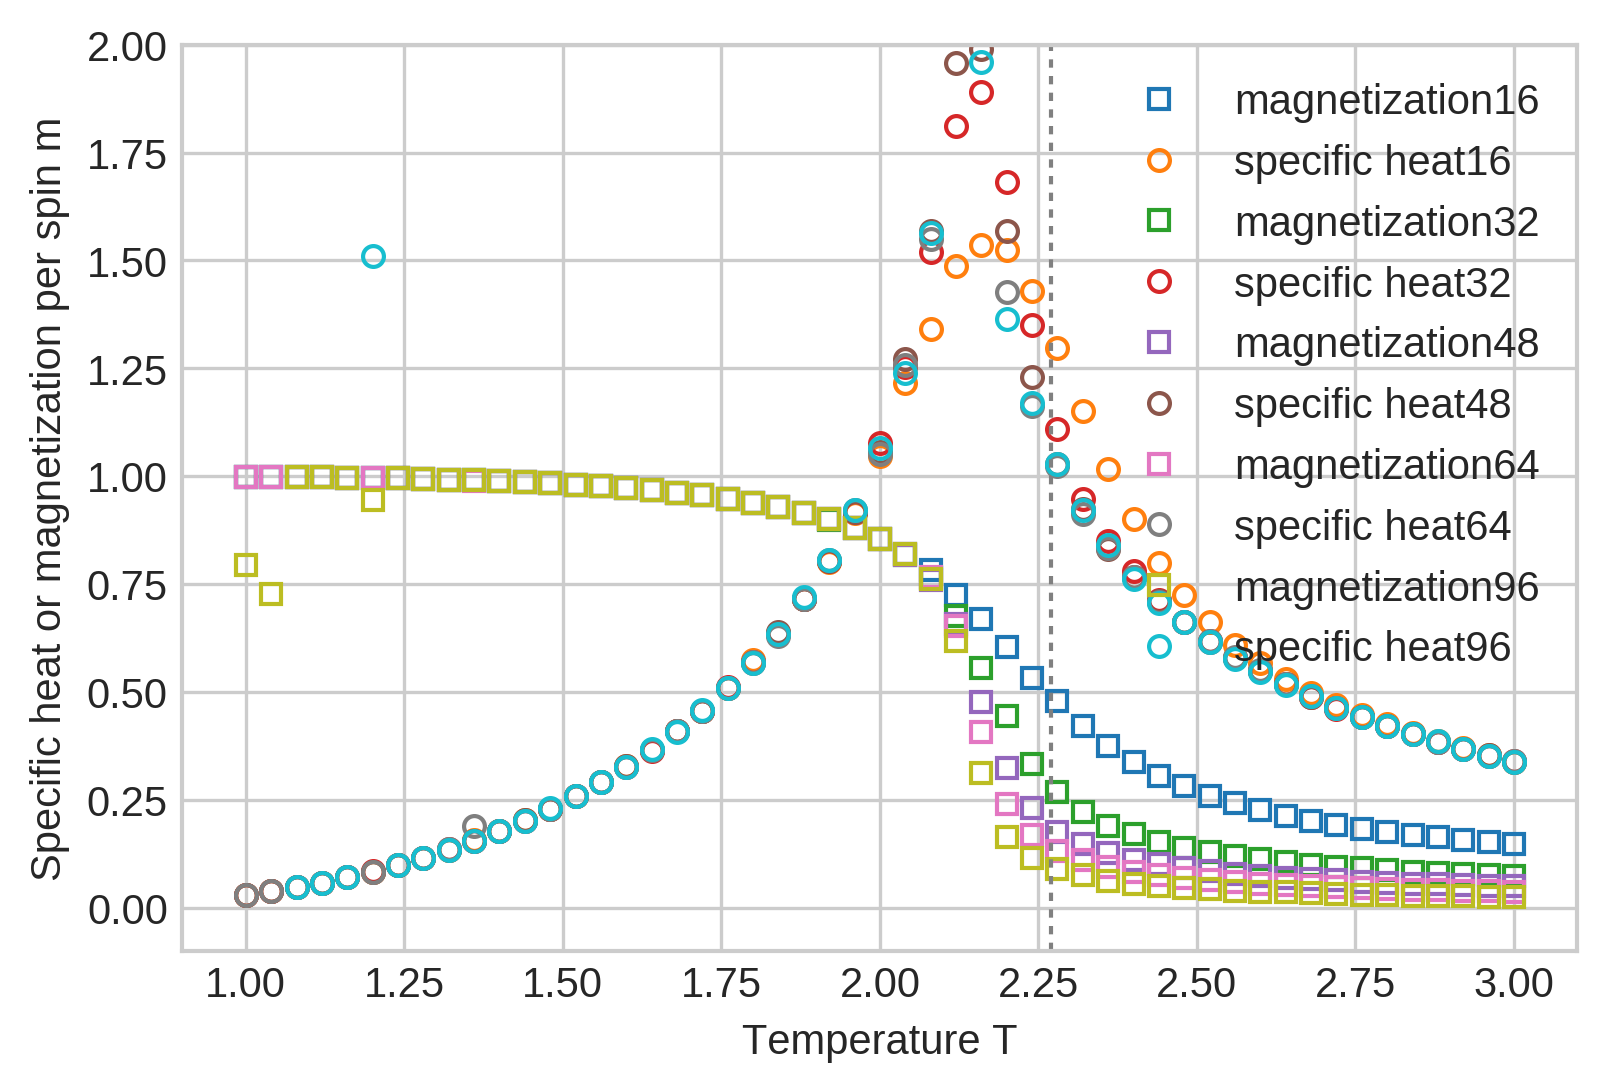 2.00
1.75
1.50
1.25
1.00
0.75
0.50
0.25
0.00
Specific heat or magnetization per spin m
magnetization16
specific heat16
magnetization32
specific heat32
magnetization48
specific heat48
magnetization64
specific heat64
magnetization96
specific heat96
1.00 1.25 1.50 1.75 2.00 2.25 2.50 2.75 3.00
Temperature T